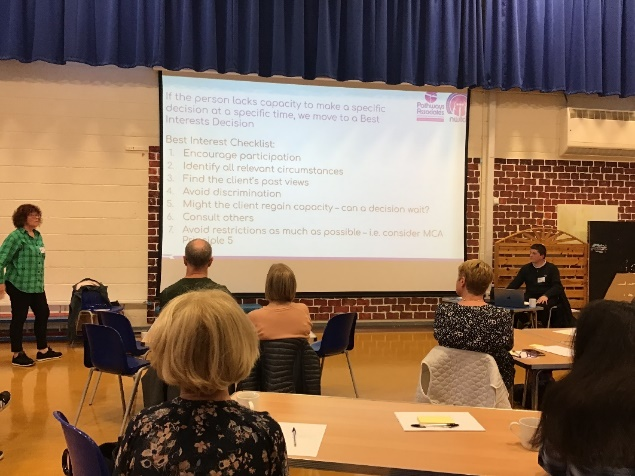 If the person lacks capacity to make a specific
decision at a specific time, we move to a Best
Interests Decision
Best Interest Checklist:
1. Encourage participation
2. Identify all relevant circumstances
3. Find the client's past views
4. Avoid discrimination
5. Might the client regain capacity – can a decision wait?
6. Consult others
7. Avoid restrictions as much as possible – i.e. consider MCA
Principle 5
Pathways